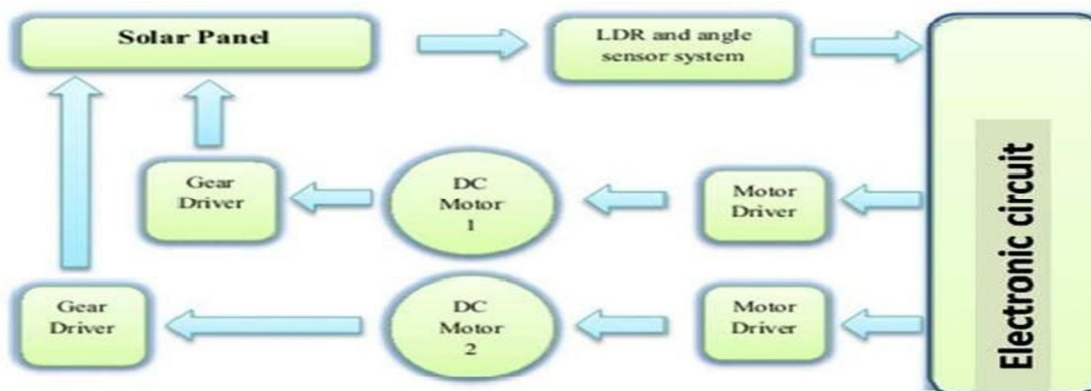 Solar Panel
LDR and angle
sensor system
Gear
Driver
DC
Motor
1
Motor
Driver
Gear
Driver
DC
Motor
2
Motor
Driver
Electronic circuit